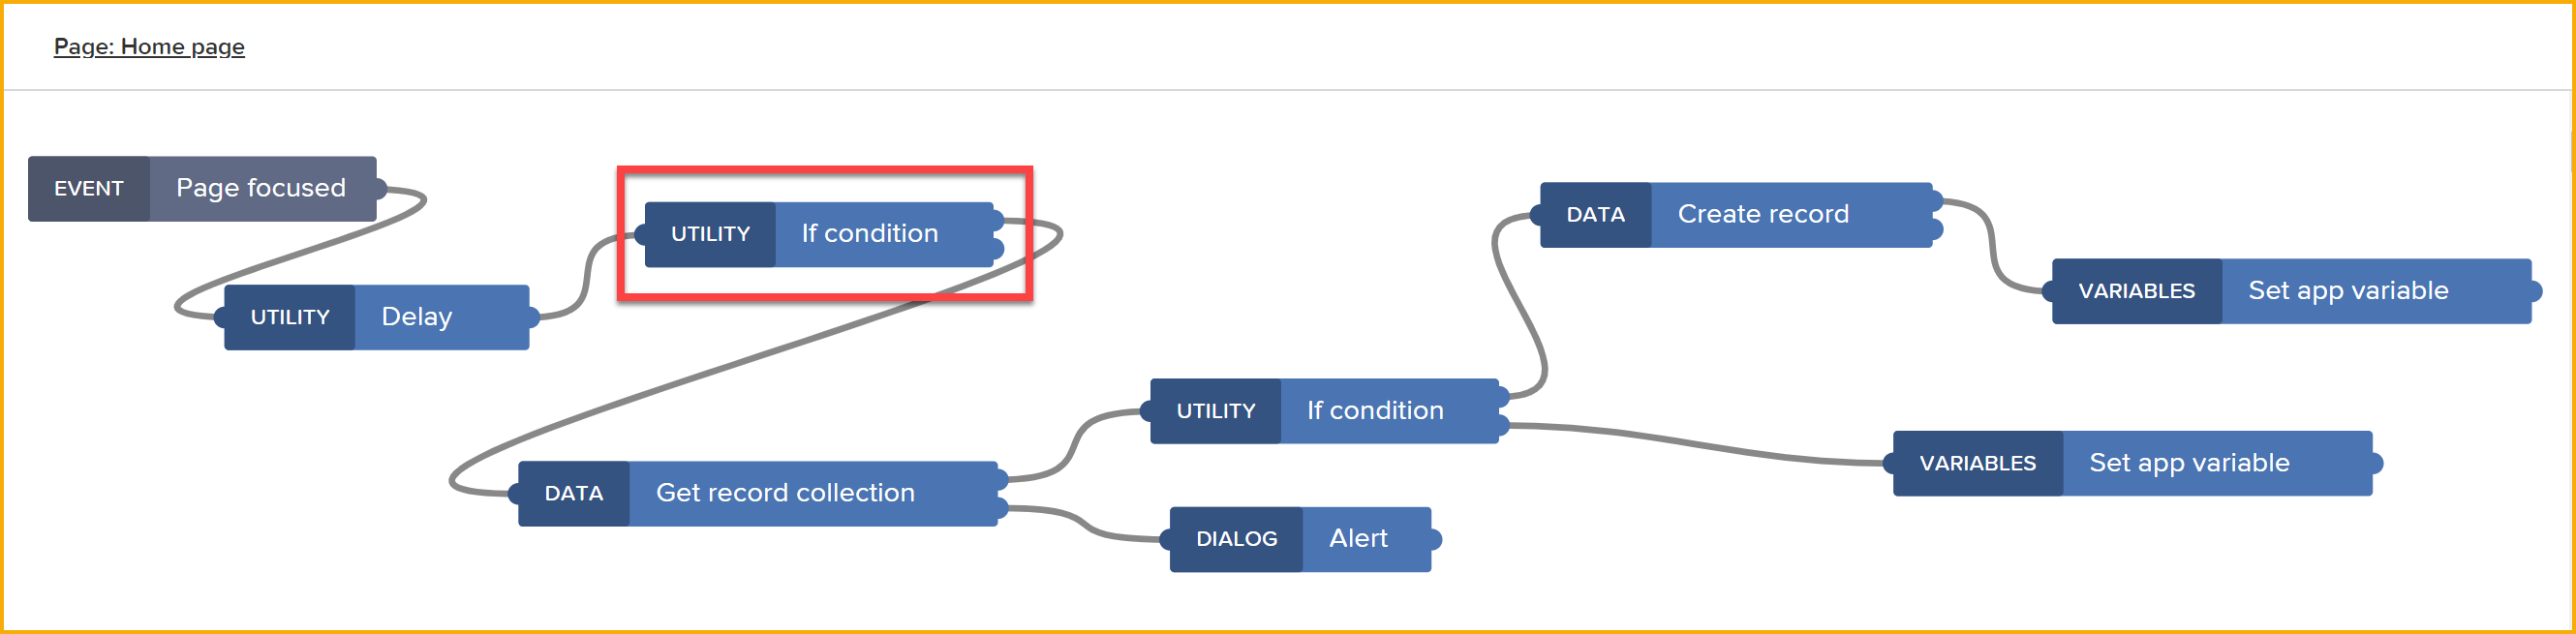 Page: Home page
EVENT Page focused
UTILITY Delay
UTILITY If condition
DATA Get record collection
UTILITY If condition
DIALOG Alert
DATA Create record
VARIABLES Set app variable
VARIABLES Set app variable